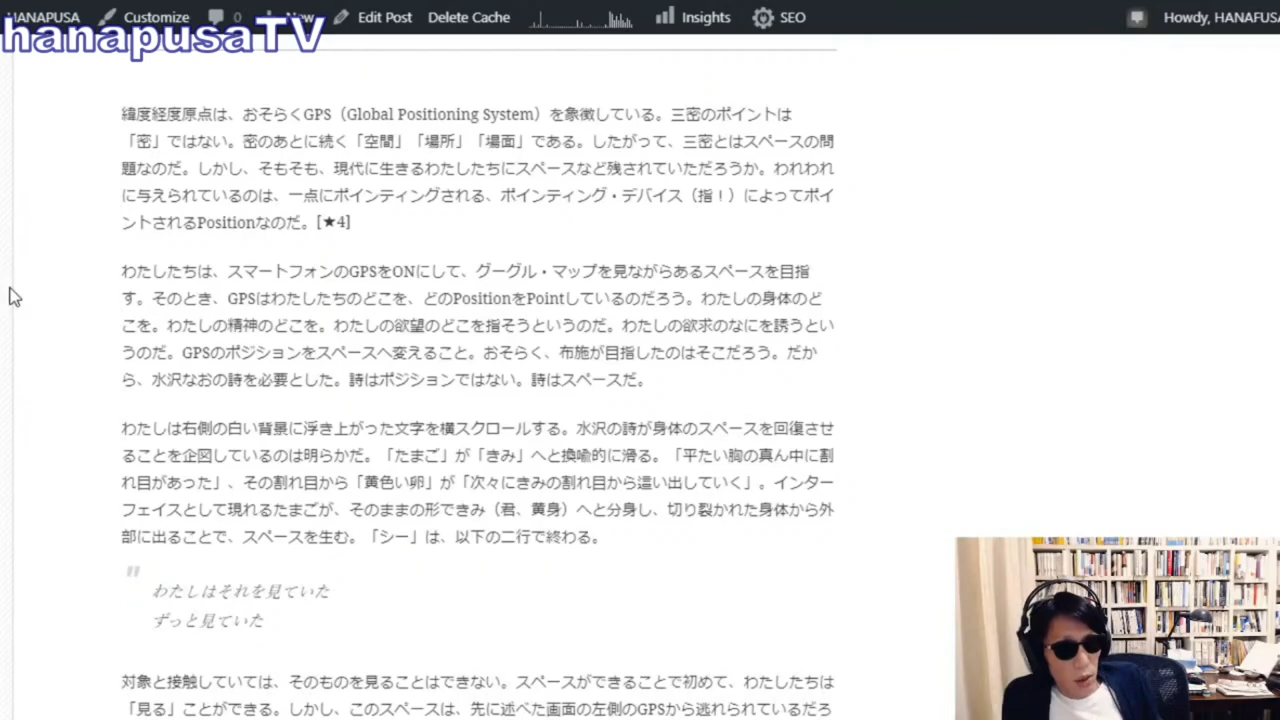 HANAPUSA Customize 0 New Edit Post Delete Cache Insights SEO Howdy, HANAFUSA
hanapusaTV
緯度経度原点は、おそらくGPS（Global Positioning System）を象徴している。三密のポイントは
「密」ではない。密のあとに続く「空間」「場所」「場面」である。したがって、三密とはスペースの問
題なのだ。しかし、そもそも、現代に生きるわたしたちにスペースなど残されていただろうか。われわれ
に与えられているのは、一点にポインティングされる、ポインティング・デバイス（指！）によってポイ
ントされるPositionなのだ。[★4]
わたしたちは、スマートフォンのGPSをONにして、グーグル・マップを見ながらあるスペースを目指
す。そのとき、GPSはわたしたちのどこを、どのPositionをPointしているのだろう。わたしの身体のど
こを。わたしの精神のどこを。わたしの欲望のどこを指そうというのだ。わたしの欲求のなにを誘うとい
うのだ。GPSのポジションをスペースへ変えること。おそらく、布施が目指したのはそこだろう。だか
ら、水沢なおの詩を必要とした。詩はポジションではない。詩はスペースだ。
わたしは右側の白い背景に浮き上がった文字を横スクロールする。水沢の詩が身体のスペースを回復させ
ることを企図しているのは明らかだ。「たまご」が「きみ」へと換喩的に滑る。「平たい胸の真ん中に割
れ目があった」、その割れ目から「黄色い卵」が「次々にきみの割れ目から這い出していく」。インター
フェイスとして現れるたまごが、そのままの形できみ（君、黄身）へと分身し、切り裂かれた身体から外
部に出ることで、スペースを生む。「シー」は、以下の二行で終わる。
わたしはそれを見ていた
ずっと見ていた
対象と接触していては、そのものを見ることはできない。スペースができることで初めて、わたしたちは
「見る」ことができる。しかし、このスペースは、先に述べた画面の左側のGPSから逃れられているだろ